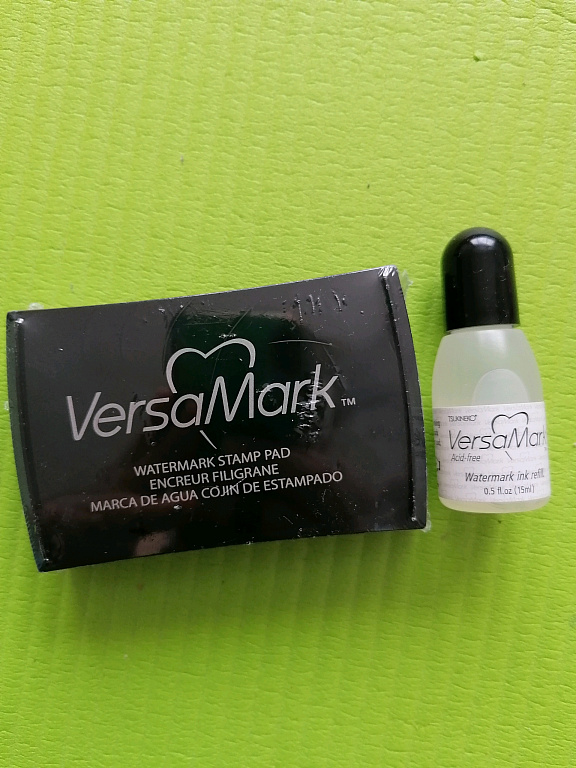 VersaMark™
WATERMARK STAMP PAD
ENCREUR FILIGRANE
MARCA DE AGUA COJIN DE ESTAMPADO
TSUKINEKO®
VersaMark
Acid-free
Watermark ink refill
0.5 fl.oz (15ml)